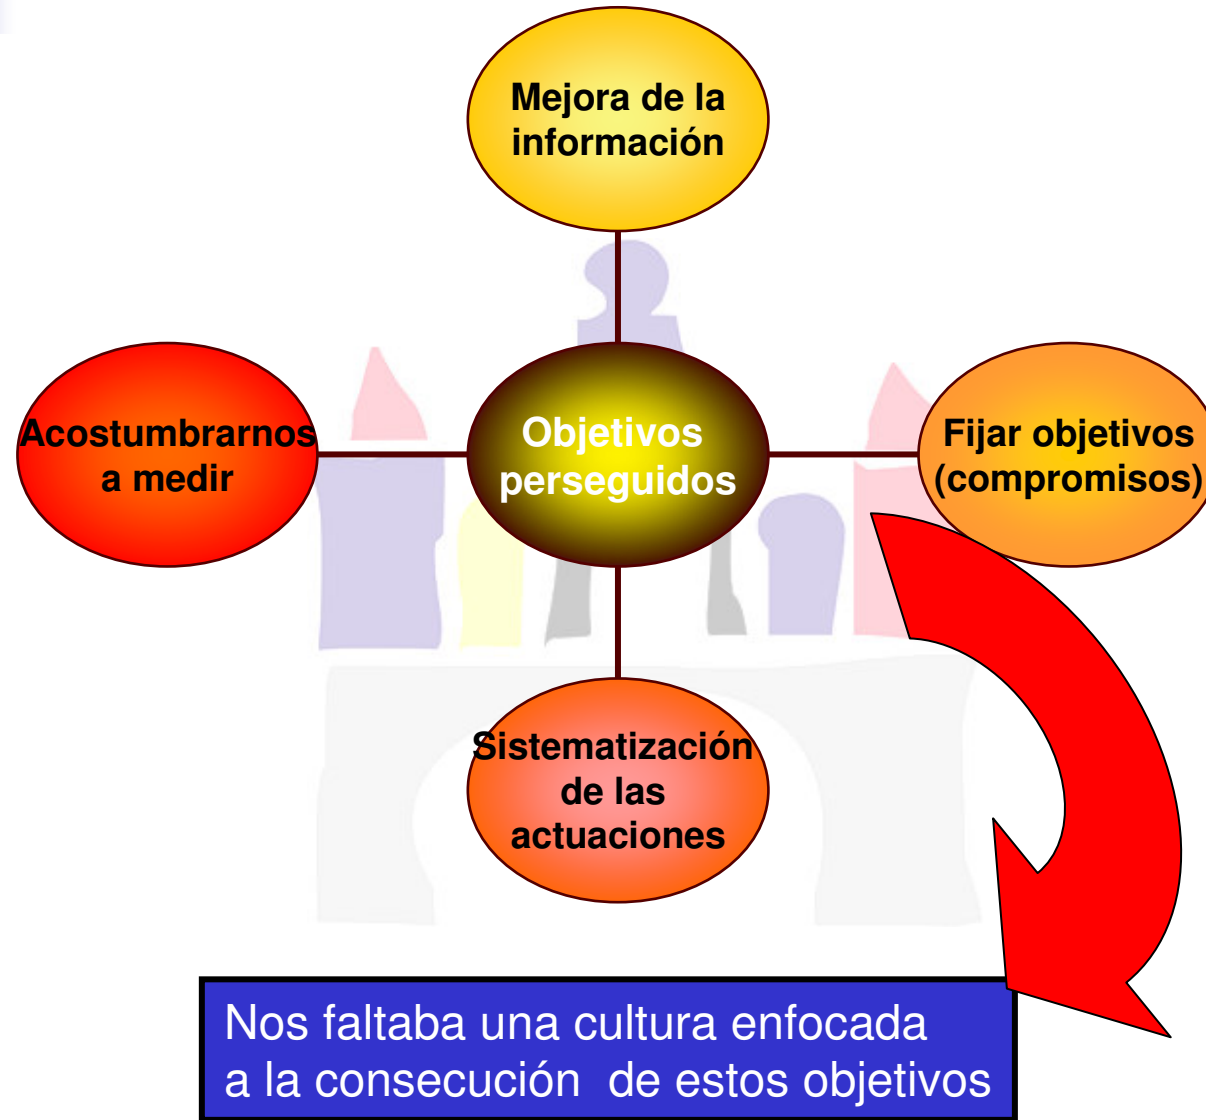 Mejora de la
información
Acostumbrarnos
a medir
Objetivos
perseguidos
Fijar objetivos
(compromisos)
Sistematización
de las
actuaciones
Nos faltaba una cultura enfocada
a la consecución de estos objetivos